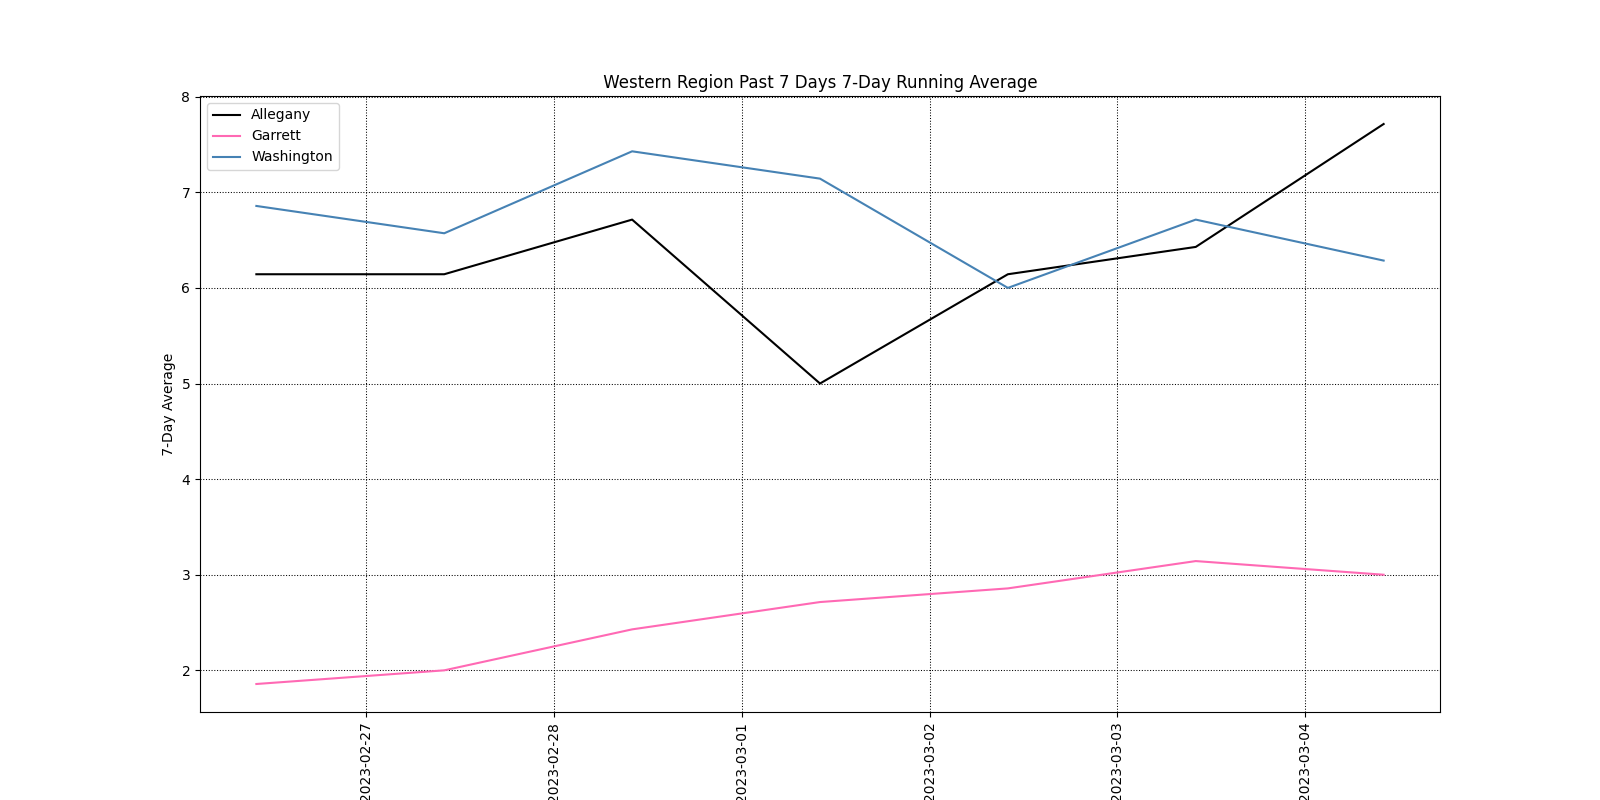 Western Region Past 7 Days 7-Day Running Average
Allegany
Garrett
Washington
7-Day Average
8
7
6
5
4
3
2
2023-02-27
2023-02-28
2023-03-01
2023-03-02
2023-03-03
2023-03-04